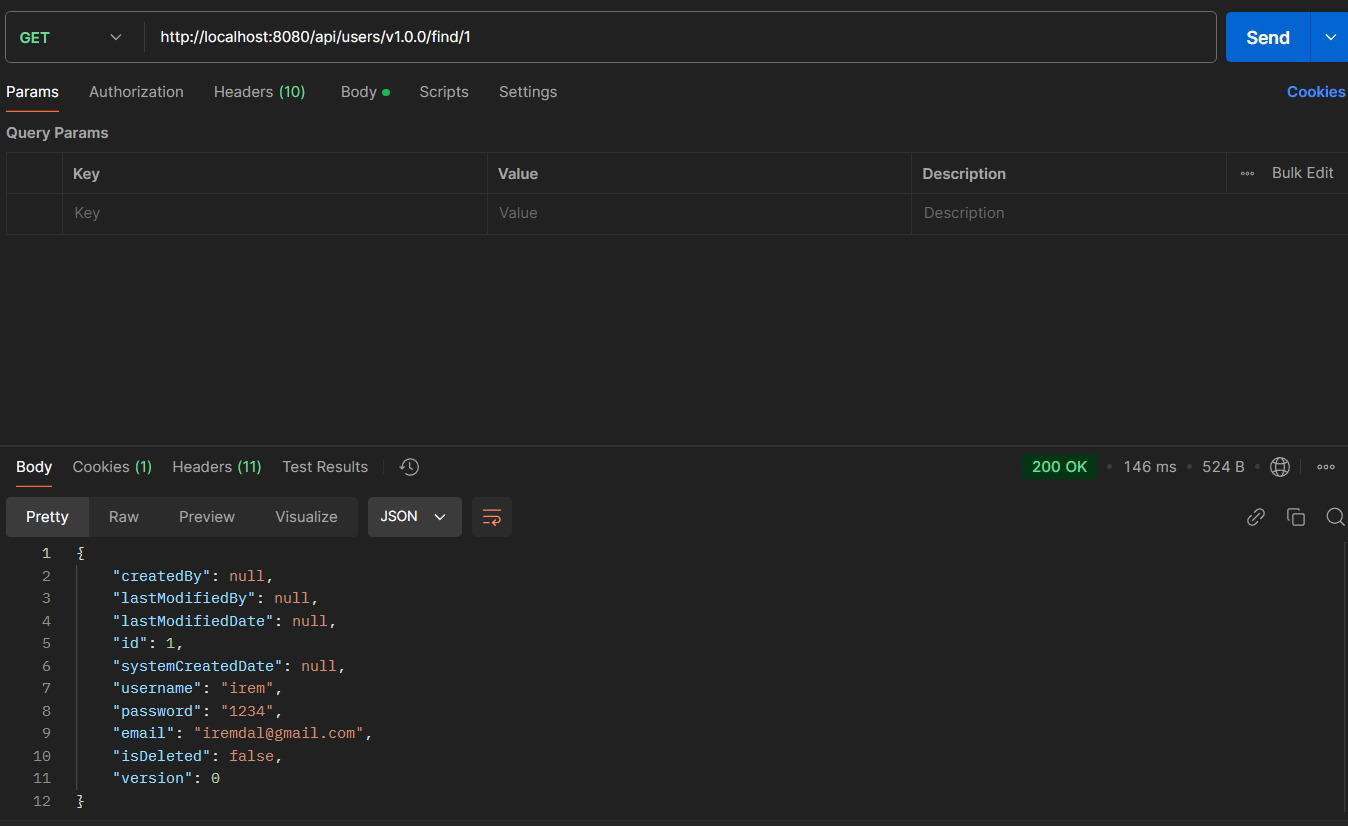 GET http://localhost:8080/api/users/v1.0.0/find/1 Send
Params Authorization Headers (10) Body Scripts Settings Cookies
Query Params
Key Value Description Bulk Edit
Key Value Description
Body Cookies (1) Headers (11) Test Results 200 OK 146 ms 524 B
Pretty Raw Preview Visualize JSON
1 {
2 "createdBy": null,
3 "lastModifiedBy": null,
4 "lastModifiedDate": null,
5 "id": 1,
6 "systemCreatedDate": null,
7 "username": "irem",
8 "password": "1234",
9 "email": "iremdal@gmail.com",
10 "isDeleted": false,
11 "version": 0
12 }